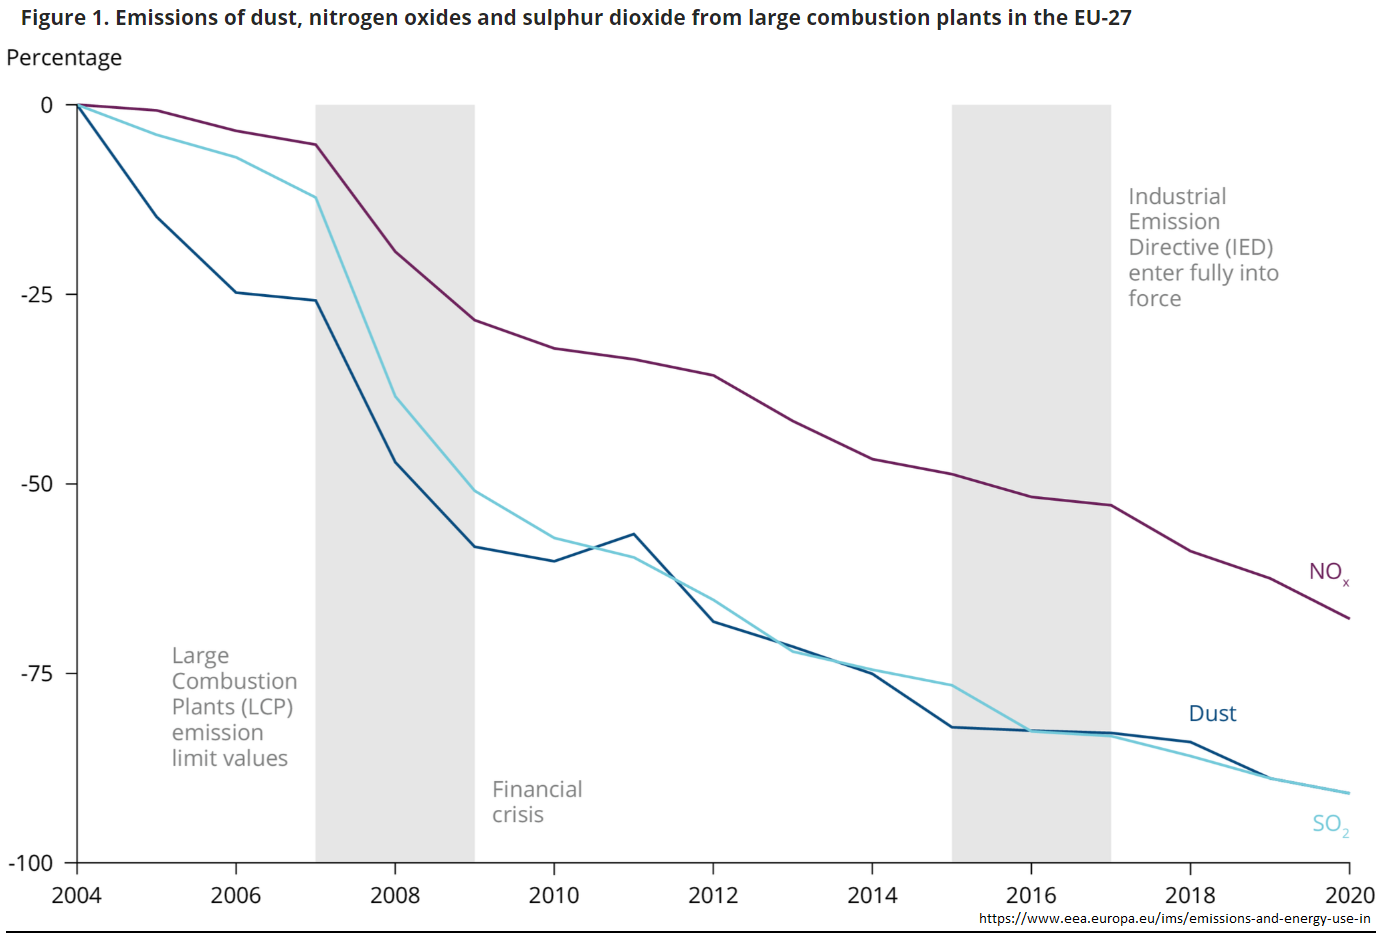 Figure 1. Emissions of dust, nitrogen oxides and sulphur dioxide from large combustion plants in the EU-27
Percentage
0
-25
-50
-75
-100
Industrial
Emission
Directive (IED)
enter fully into
force
NOx
Large
Combustion
Plants (LCP)
emission
limit values
Dust
Financial
crisis
SO2
2004 2006 2008 2010 2012 2014 2016 2018 2020
https://www.eea.europa.eu/ims/emissions-and-energy-use-in